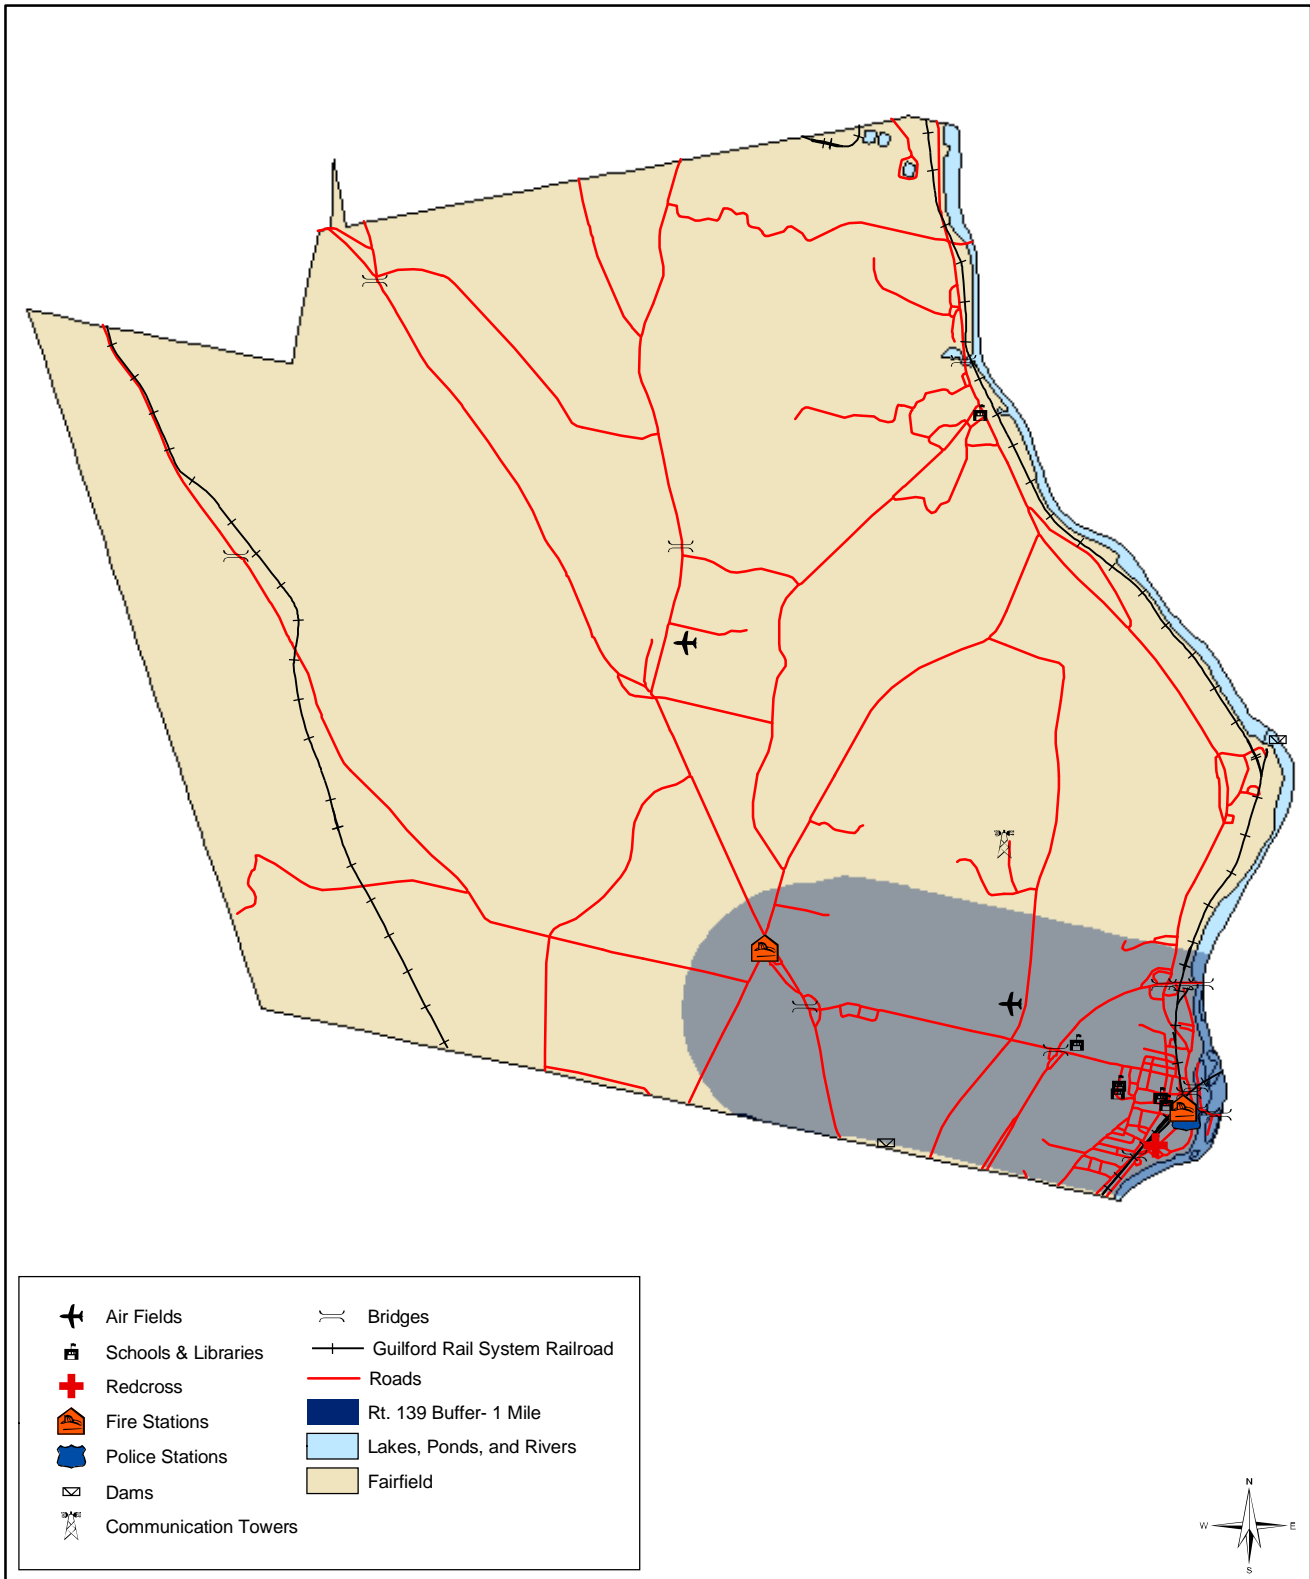 Air Fields
Schools & Libraries
Redcross
Fire Stations
Police Stations
Dams
Communication Towers
Bridges
Guilford Rail System Railroad
Roads
Rt. 139 Buffer- 1 Mile
Lakes, Ponds, and Rivers
Fairfield
N
W E
S